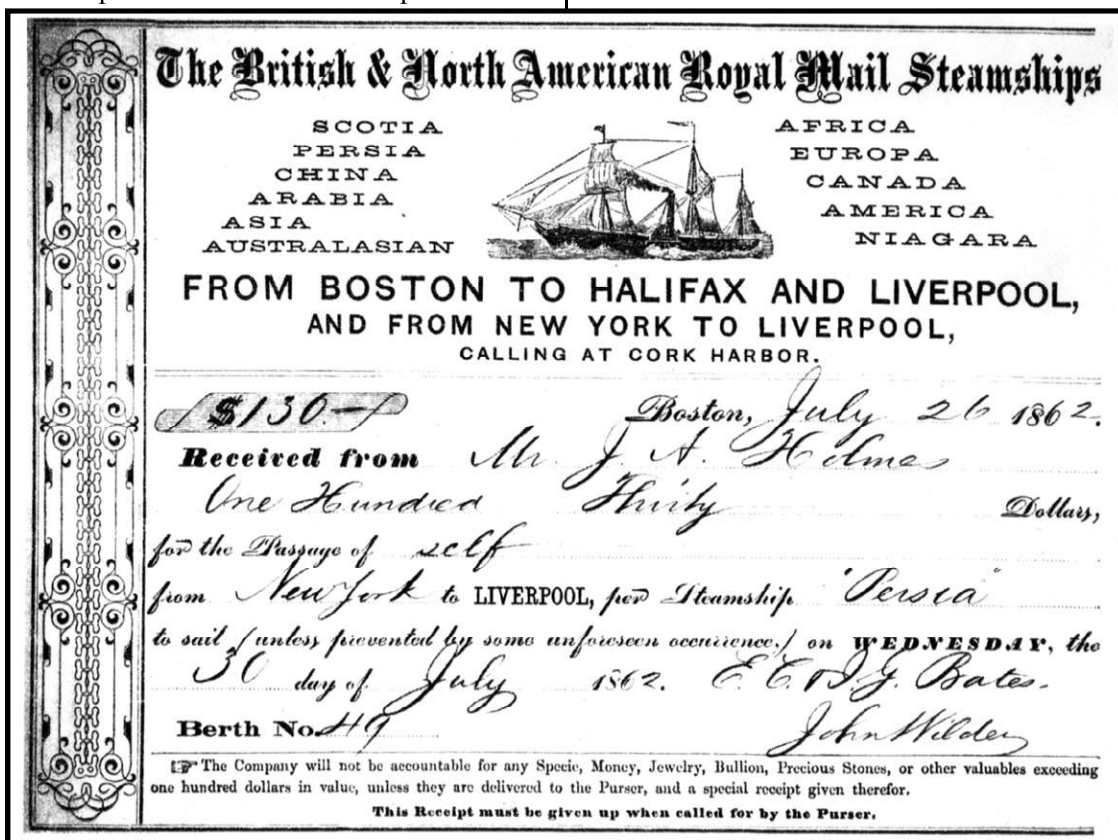 The British & North American Royal Mail Steamships
SCOTIA
PERSIA
CHINA
ARABIA
ASIA
AUSTRALASIAN
AFRICA
EUROPA
CANADA
AMERICA
NIAGARA
FROM BOSTON TO HALIFAX AND LIVERPOOL,
AND FROM NEW YORK TO LIVERPOOL,
CALLING AT CORK HARBOR.
$130.—
Boston, July 26 1862.
Received from Mr. J. A. Holmes
One Hundred Thirty Dollars,
for the Passage of self
from New York to LIVERPOOL, per Steamship "Persia"
to sail (unless prevented by some unforeseen occurrence,) on WEDNESDAY, the
30 day of July 1862. E. C. & J. G. Bates.
Berth No. 49 John Wilder
☞ The Company will not be accountable for any Specie, Money, Jewelry, Bullion, Precious Stones, or other valuables exceeding
one hundred dollars in value, unless they are delivered to the Purser, and a special receipt given therefor.
This Receipt must be given up when called for by the Purser.